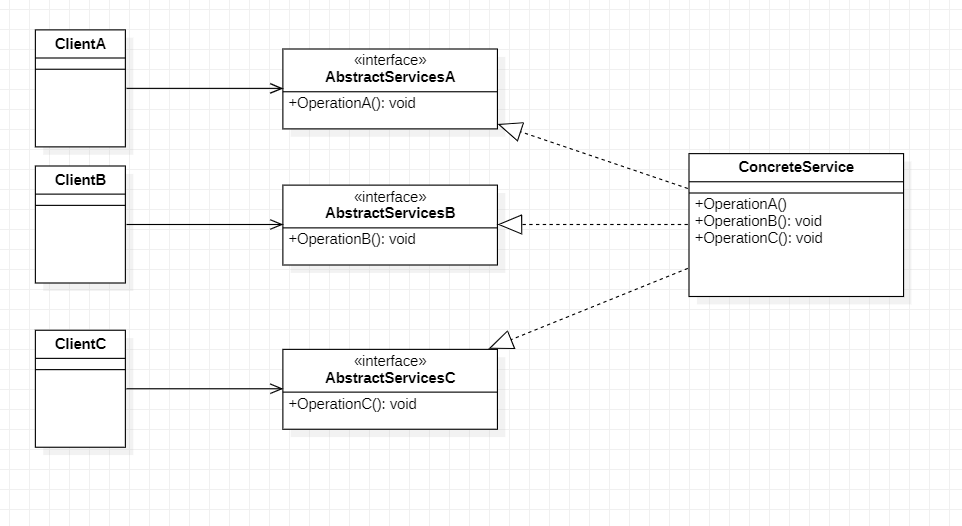 ClientA
«interface»
AbstractServicesA
+OperationA(): void
ClientB
«interface»
AbstractServicesB
+OperationB(): void
ConcreteService
+OperationA()
+OperationB(): void
+OperationC(): void
ClientC
«interface»
AbstractServicesC
+OperationC(): void